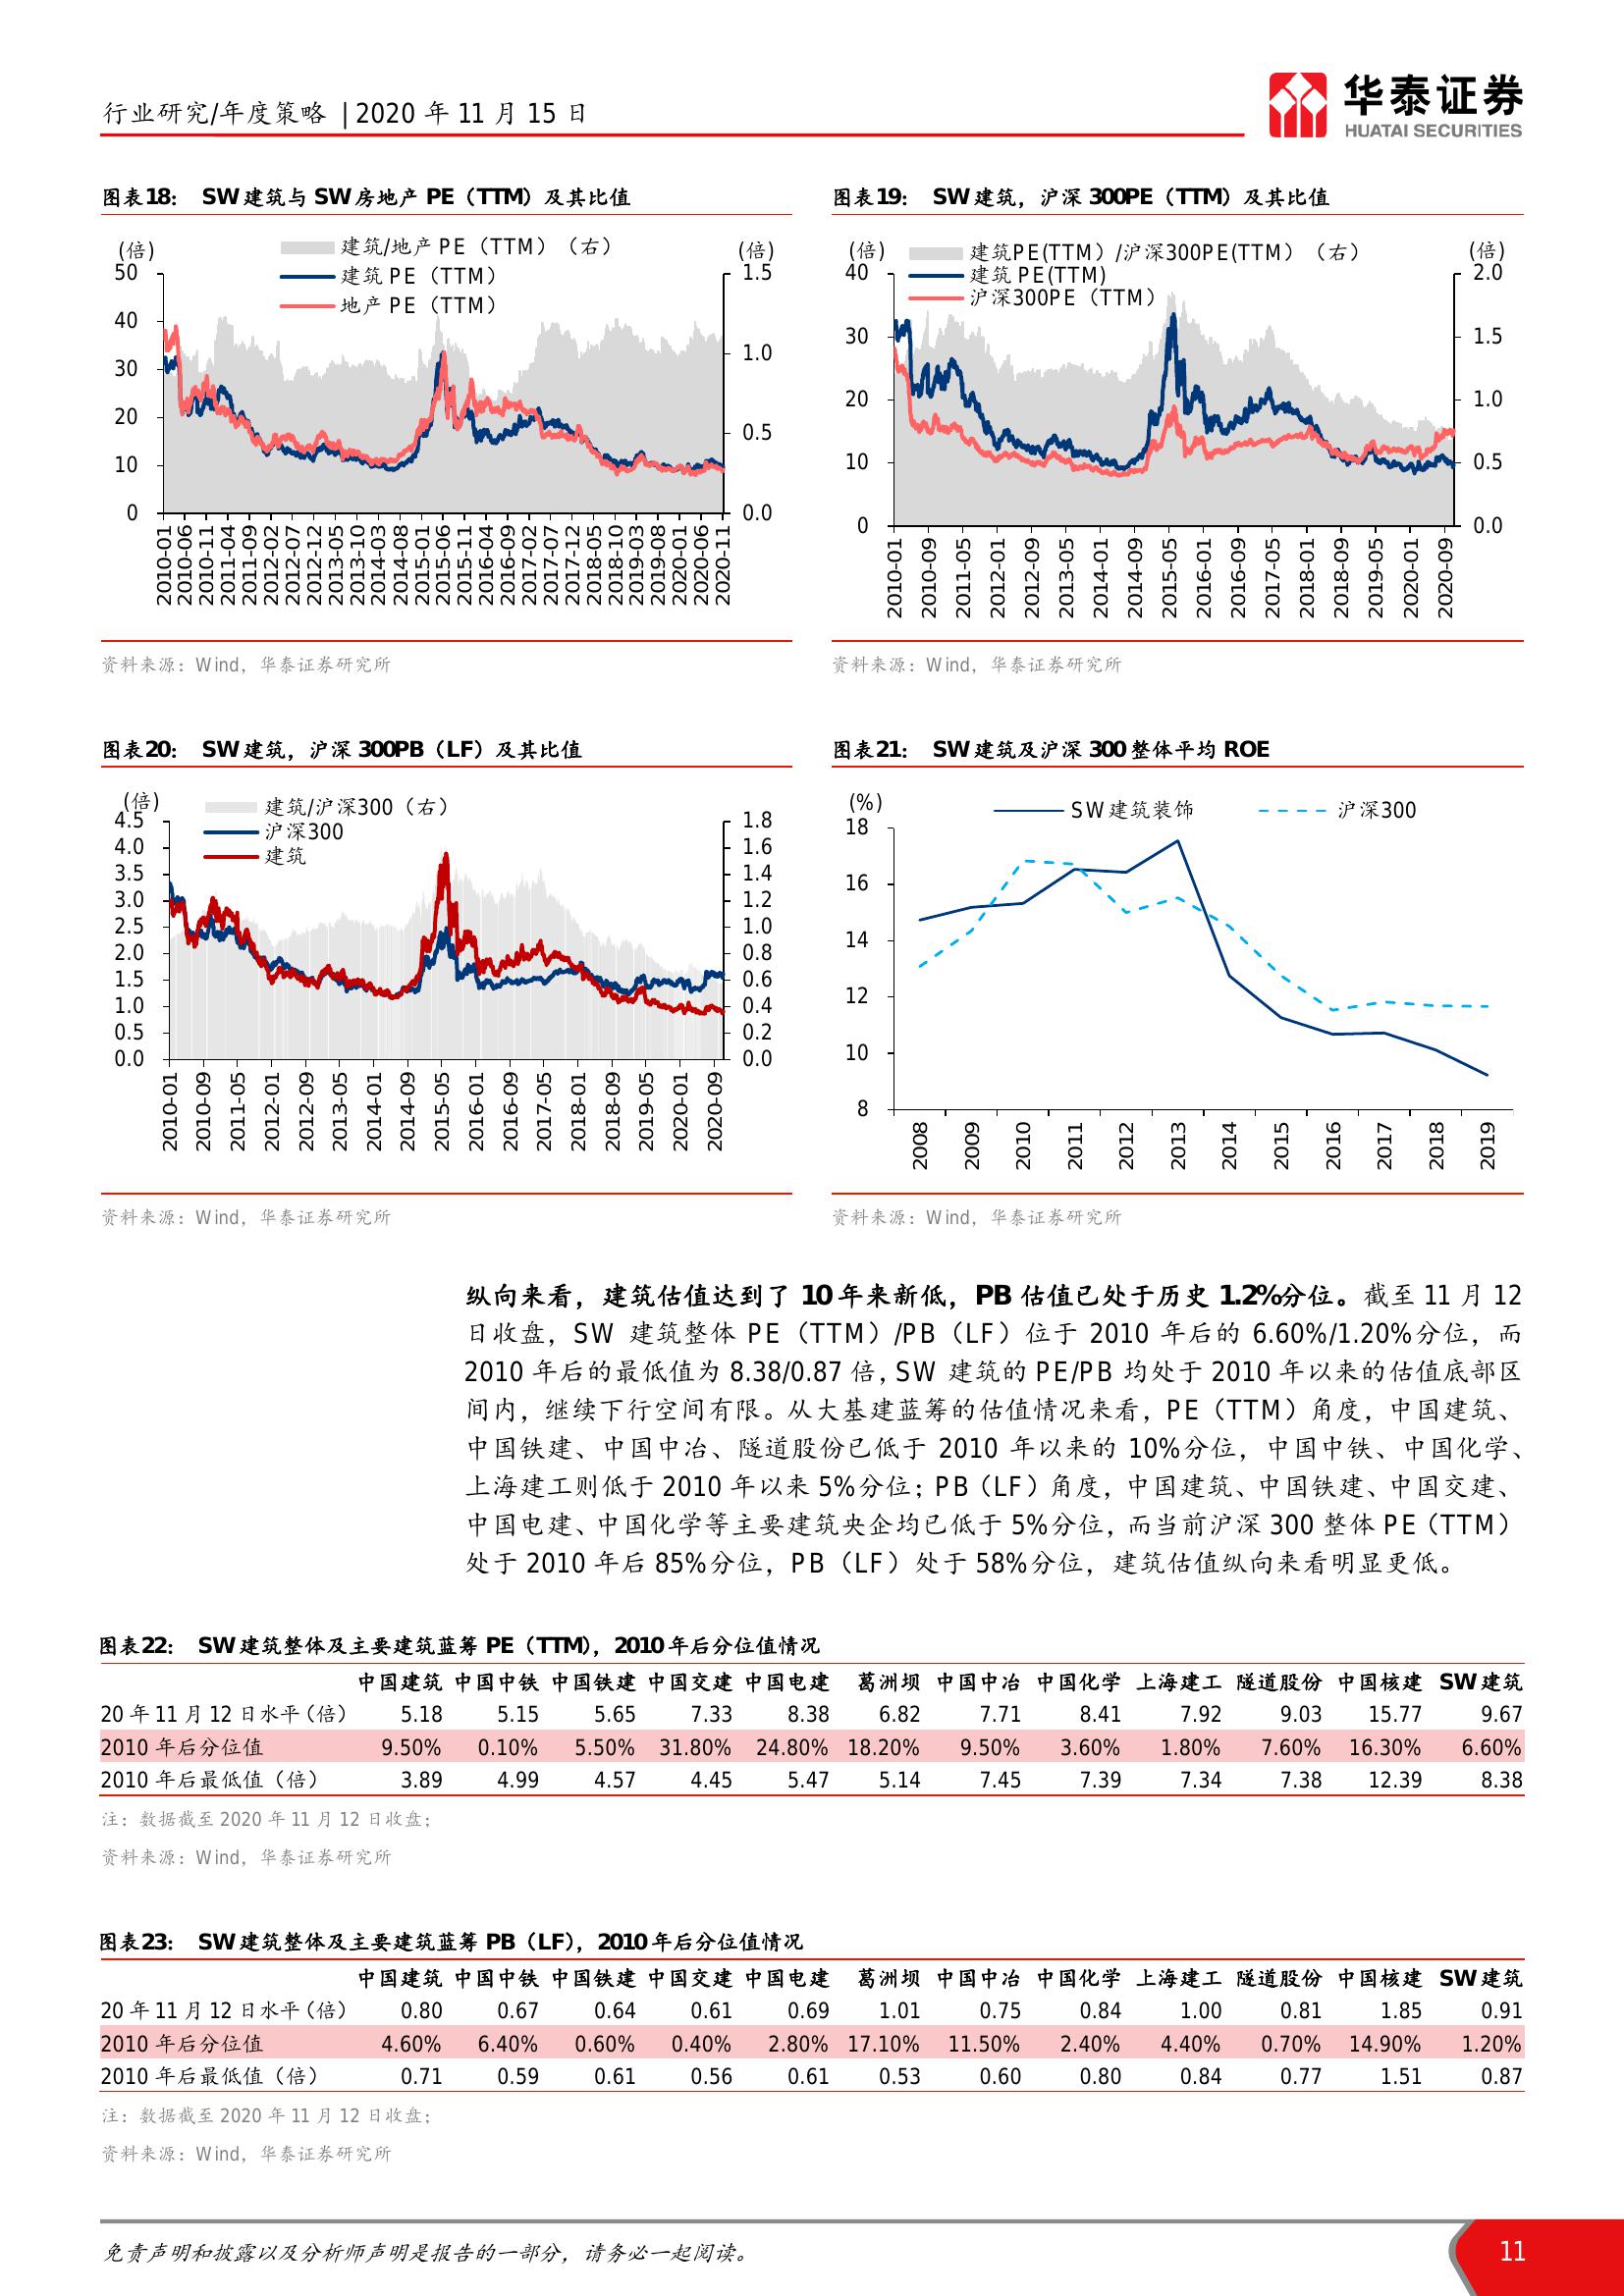 行业研究/年度策略 | 2020 年 11 月 15 日
华泰证券
HUATAI SECURITIES
图表18： SW 建筑与 SW 房地产 PE（TTM）及其比值
(倍)
(倍)
建筑/地产 PE（TTM）（右）
建筑 PE（TTM）
地产 PE（TTM）
50
40
30
20
10
0
1.5
1.0
0.5
0.0
2010-01
2010-06
2010-11
2011-04
2011-09
2012-02
2012-07
2012-12
2013-05
2013-10
2014-03
2014-08
2015-01
2015-06
2015-11
2016-04
2016-09
2017-02
2017-07
2017-12
2018-05
2018-10
2019-03
2019-08
2020-01
2020-06
2020-11
资料来源：Wind，华泰证券研究所
图表19： SW 建筑，沪深 300PE（TTM）及其比值
(倍)
(倍)
建筑PE(TTM）/沪深300PE(TTM）（右）
建筑 PE(TTM)
沪深300PE（TTM）
40
30
20
10
0
2.0
1.5
1.0
0.5
0.0
2010-01
2010-09
2011-05
2012-01
2012-09
2013-05
2014-01
2014-09
2015-05
2016-01
2016-09
2017-05
2018-01
2018-09
2019-05
2020-01
2020-09
资料来源：Wind，华泰证券研究所
图表20： SW 建筑，沪深 300PB（LF）及其比值
(倍)
建筑/沪深300（右）
沪深300
建筑
4.5
4.0
3.5
3.0
2.5
2.0
1.5
1.0
0.5
0.0
1.8
1.6
1.4
1.2
1.0
0.8
0.6
0.4
0.2
0.0
2010-01
2010-09
2011-05
2012-01
2012-09
2013-05
2014-01
2014-09
2015-05
2016-01
2016-09
2017-05
2018-01
2018-09
2019-05
2020-01
2020-09
资料来源：Wind，华泰证券研究所
图表21： SW 建筑及沪深 300 整体平均 ROE
(%)
SW建筑装饰
沪深300
18
16
14
12
10
8
2008
2009
2010
2011
2012
2013
2014
2015
2016
2017
2018
2019
资料来源：Wind，华泰证券研究所
纵向来看，建筑估值达到了 10 年来新低，PB 估值已处于历史 1.2%分位。截至 11 月 12
日收盘，SW 建筑整体 PE（TTM）/PB（LF）位于 2010 年后的 6.60%/1.20%分位，而
2010 年后的最低值为 8.38/0.87 倍，SW 建筑的 PE/PB 均处于 2010 年以来的估值底部区
间内，继续下行空间有限。从大基建蓝筹的估值情况来看，PE（TTM）角度，中国建筑、
中国铁建、中国中冶、隧道股份已低于 2010 年以来的 10%分位，中国中铁、中国化学、
上海建工则低于 2010 年以来 5%分位；PB（LF）角度，中国建筑、中国铁建、中国交建、
中国电建、中国化学等主要建筑央企均已低于 5%分位，而当前沪深 300 整体 PE（TTM）
处于 2010 年后 85%分位，PB（LF）处于 58%分位，建筑估值纵向来看明显更低。
图表22： SW 建筑整体及主要建筑蓝筹 PE（TTM），2010 年后分位值情况
中国建筑 中国中铁 中国铁建 中国交建 中国电建 葛洲坝 中国中冶 中国化学 上海建工 隧道股份 中国核建 SW 建筑
20 年 11 月 12 日水平（倍） 5.18 5.15 5.65 7.33 8.38 6.82 7.71 8.41 7.92 9.03 15.77 9.67
2010 年后分位值 9.50% 0.10% 5.50% 31.80% 24.80% 18.20% 9.50% 3.60% 1.80% 7.60% 16.30% 6.60%
2010 年后最低值（倍） 3.89 4.99 4.57 4.45 5.47 5.14 7.45 7.39 7.34 7.38 12.39 8.38
注：数据截至 2020 年 11 月 12 日收盘；
资料来源：Wind，华泰证券研究所
图表23： SW 建筑整体及主要建筑蓝筹 PB（LF），2010 年后分位值情况
中国建筑 中国中铁 中国铁建 中国交建 中国电建 葛洲坝 中国中冶 中国化学 上海建工 隧道股份 中国核建 SW 建筑
20 年 11 月 12 日水平（倍） 0.80 0.67 0.64 0.61 0.69 1.01 0.75 0.84 1.00 0.81 1.85 0.91
2010 年后分位值 4.60% 6.40% 0.60% 0.40% 2.80% 17.10% 11.50% 2.40% 4.40% 0.70% 14.90% 1.20%
2010 年后最低值（倍） 0.71 0.59 0.61 0.56 0.61 0.53 0.60 0.80 0.84 0.77 1.51 0.87
注：数据截至 2020 年 11 月 12 日收盘；
资料来源：Wind，华泰证券研究所
免责声明和披露以及分析师声明是报告的一部分，请务必一起阅读。
11